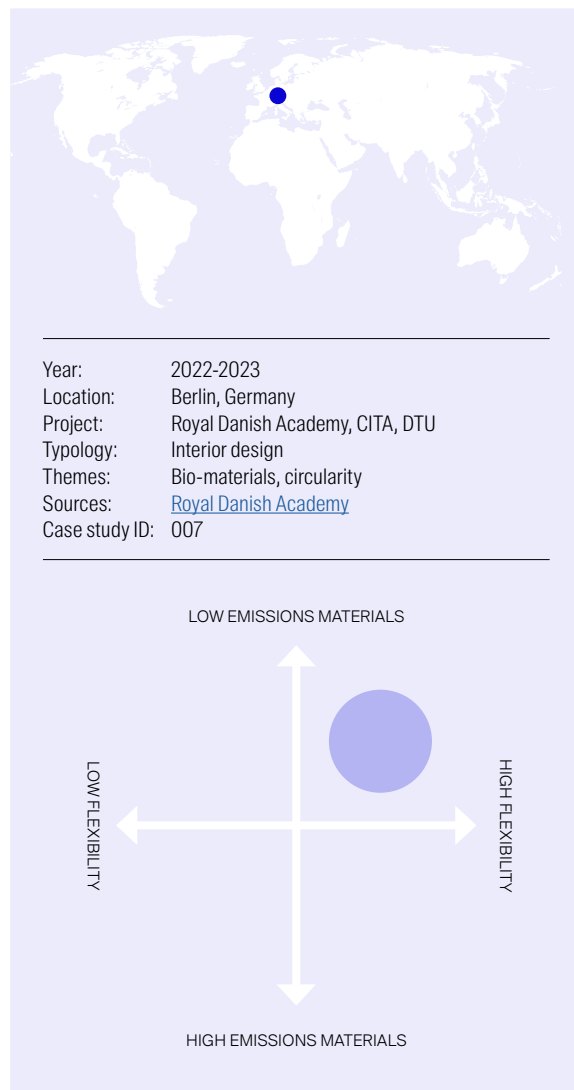 Year: 2022-2023
Location: Berlin, Germany
Project: Royal Danish Academy, CITA, DTU
Typology: Interior design
Themes: Bio-materials, circularity
Sources: Royal Danish Academy
Case study ID: 007
LOW EMISSIONS MATERIALS
LOW FLEXIBILITY
HIGH FLEXIBILITY
HIGH EMISSIONS MATERIALS